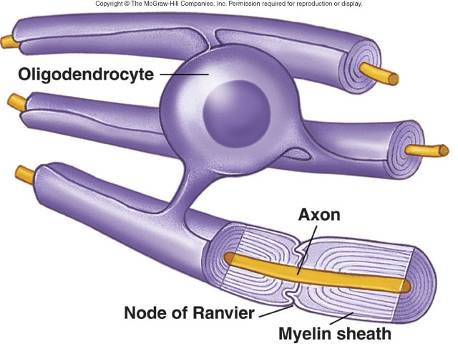 Copyright © The McGraw-Hill Companies, Inc. Permission required for reproduction or display.
Oligodendrocyte
Axon
Node of Ranvier
Myelin sheath